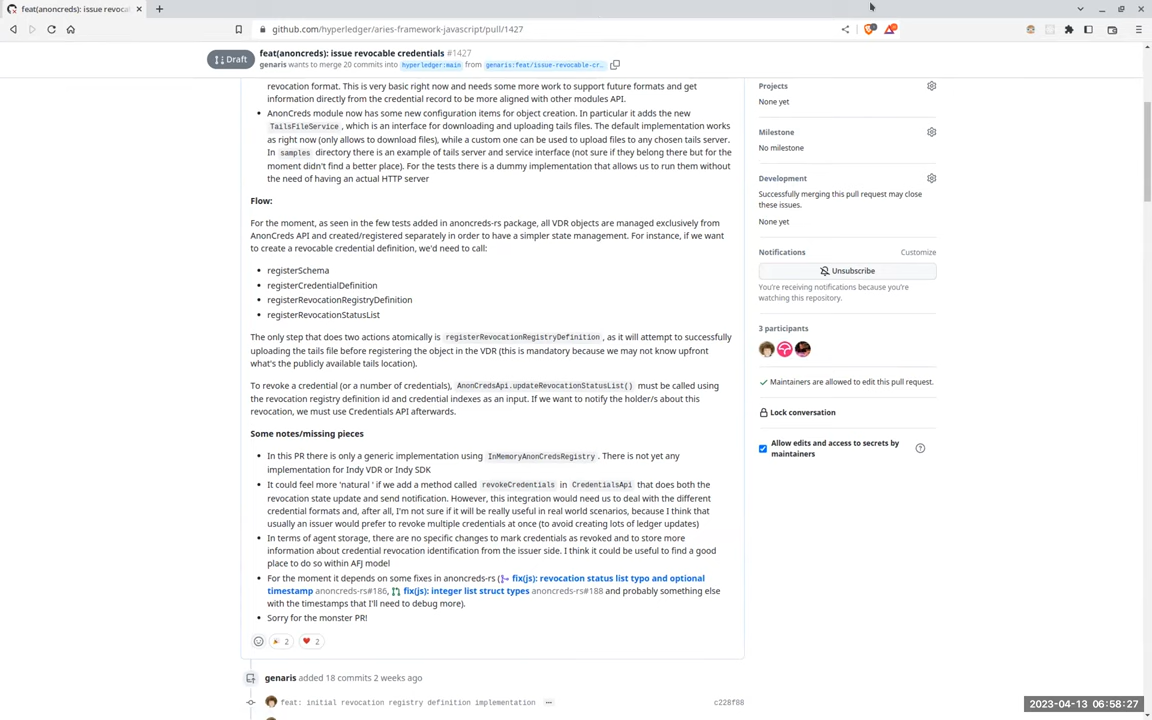 feat(anoncreds): issue revocab
github.com/hyperledger/aries-framework-javascript/pull/1427
Draft
feat(anoncreds): issue revocable credentials #1427
genaris wants to merge 20 commits into hyperledger:main from genaris:feat/issue-revocable-cr…
revocation format. This is very basic right now and needs some more work to support future formats and get
information directly from the credential record to be more aligned with other modules API.
• AnonCreds module now has some new configuration items for object creation. In particular it adds the new
TailsFileService, which is an interface for downloading and uploading tails files. The default implementation works
as right now (only allows to download files), while a custom one can be used to upload files to any chosen tails server.
In samples directory there is an example of tails server and service interface (not sure if they belong there but for the
moment didn't find a better place). For the tests there is a dummy implementation that allows us to run them without
the need of having an actual HTTP server
Flow:
For the moment, as seen in the few tests added in anoncreds-rs package, all VDR objects are managed exclusively from
AnonCreds API and created/registered separately in order to have a simpler state management. For instance, if we want
to create a revocable credential definition, we'd need to call:
• registerSchema
• registerCredentialDefinition
• registerRevocationRegistryDefinition
• registerRevocationStatusList
The only step that does two actions atomically is registerRevocationRegistryDefinition, as it will attempt to successfully
uploading the tails file before registering the object in the VDR (this is mandatory because we may not know upfront
what's the publicly available tails location).
To revoke a credential (or a number of credentials), AnonCredsApi.updateRevocationStatusList() must be called using
the revocation registry definition id and credential indexes as an input. If we want to notify the holder/s about this
revocation, we must use Credentials API afterwards.
Some notes/missing pieces
• In this PR there is only a generic implementation using InMemoryAnonCredsRegistry. There is not yet any
implementation for Indy VDR or Indy SDK
• It could feel more 'natural ' if we add a method called revokeCredentials in CredentialsApi that does both the
revocation state update and send notification. However, this integration would need us to deal with the different
credential formats and, after all, I'm not sure if it will be really useful in real world scenarios, because I think that
usually an issuer would prefer to revoke multiple credentials at once (to avoid creating lots of ledger updates)
• In terms of agent storage, there are no specific changes to mark credentials as revoked and to store more
information about credential revocation identification from the issuer side. I think it could be useful to find a good
place to do so within AFJ model
• For the moment it depends on some fixes in anoncreds-rs ( fix(js): revocation status list typo and optional
timestamp anoncreds-rs#186, fix(js): integer list struct types anoncreds-rs#188 and probably something else
with the timestamps that I'll need to debug more).
• Sorry for the monster PR!
2 2
genaris added 18 commits 2 weeks ago
feat: initial revocation registry definition implementation … c228f88
Projects
None yet
Milestone
No milestone
Development
Successfully merging this pull request may close
these issues.
None yet
Notifications Customize
Unsubscribe
You're receiving notifications because you're
watching this repository.
3 participants
Maintainers are allowed to edit this pull request.
Lock conversation
Allow edits and access to secrets by
maintainers
2023-04-13 06:58:27